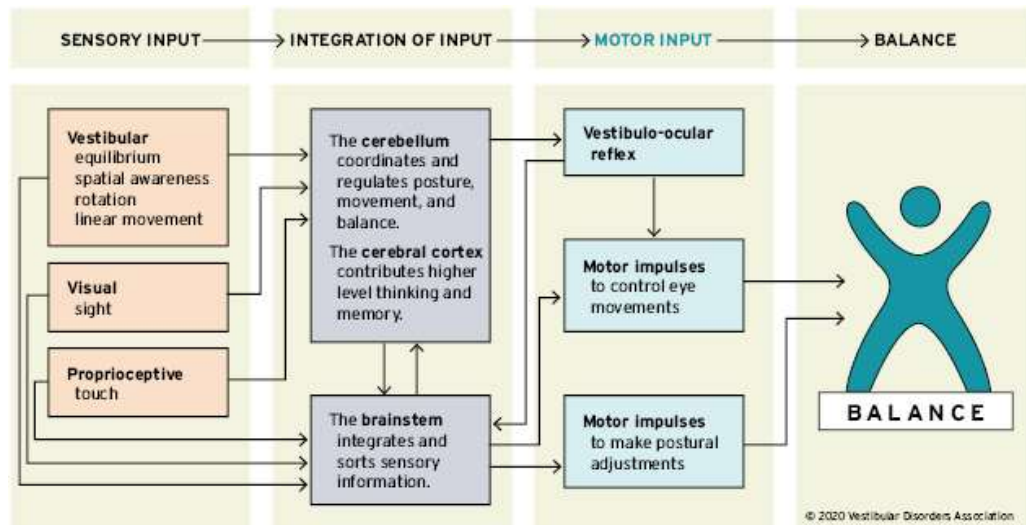 SENSORY INPUT
INTEGRATION OF INPUT
MOTOR INPUT
BALANCE
Vestibular
equilibrium
spatial awareness
rotation
linear movement
Visual
sight
Proprioceptive
touch
The cerebellum
coordinates and
regulates posture,
movement, and
balance.
The cerebral cortex
contributes higher
level thinking and
memory.
The brainstem
integrates and
sorts sensory
information.
Vestibulo-ocular
reflex
Motor impulses
to control eye
movements
Motor impulses
to make postural
adjustments
BALANCE
© 2020 Vestibular Disorders Association